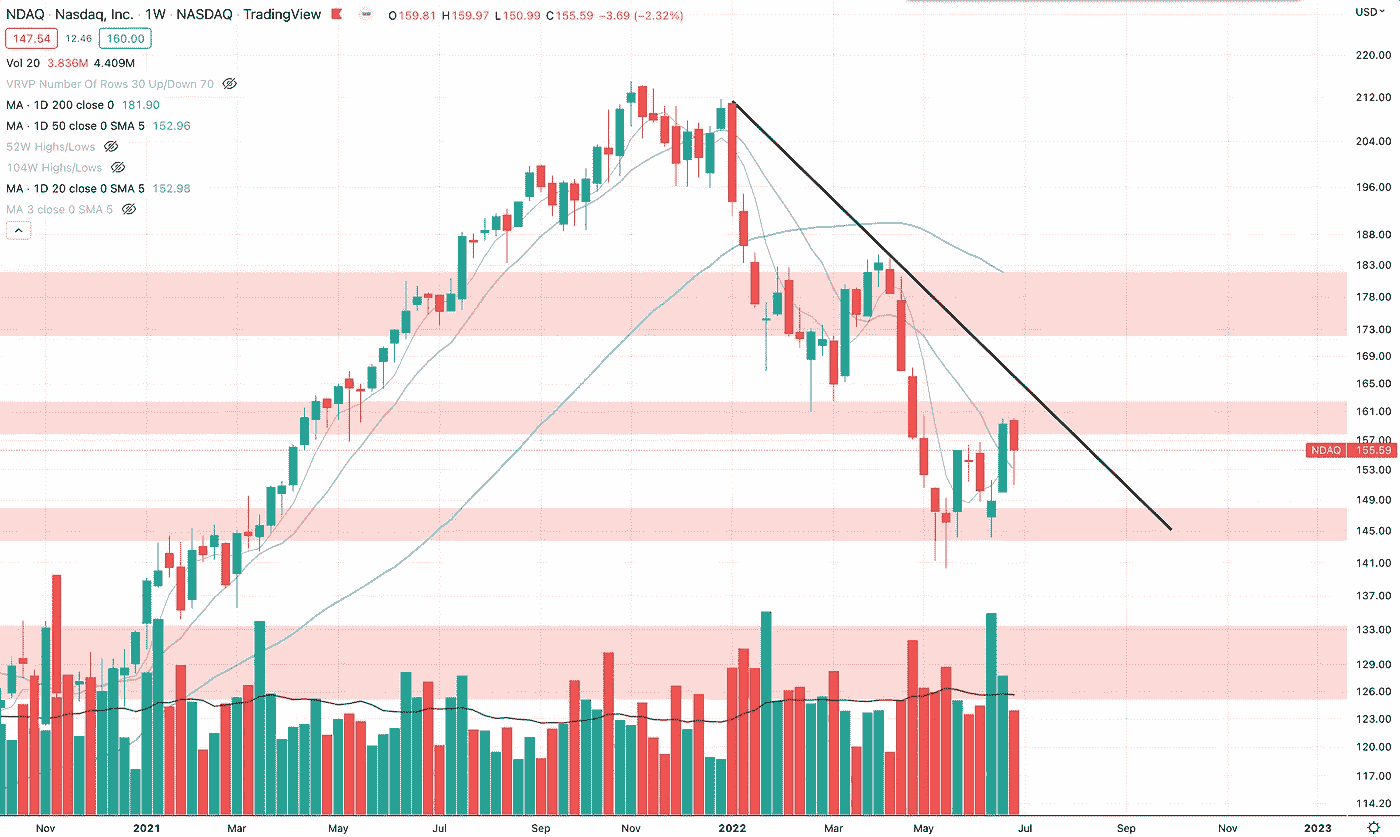 NDAQ · Nasdaq, Inc. · 1W · NASDAQ · TradingView O159.81 H159.97 L150.99 C155.59 −3.69 (−2.32%)
USD
147.54 12.46 160.00
Vol 20 3.836M 4.409M
VRVP Number Of Rows 30 Up/Down 70
MA · 1D 200 close 0 181.90
MA · 1D 50 close 0 SMA 5 152.96
52W Highs/Lows
104W Highs/Lows
MA · 1D 20 close 0 SMA 5 152.98
MA 3 close 0 SMA 5
220.00
212.00
204.00
196.00
188.00
183.00
178.00
173.00
169.00
165.00
161.00
157.00
NDAQ 155.59
153.00
149.00
145.00
141.00
137.00
133.00
129.00
126.00
123.00
120.00
117.00
114.20
Nov 2021 Mar May Jul Sep Nov 2022 Mar May Jul Sep Nov 2023